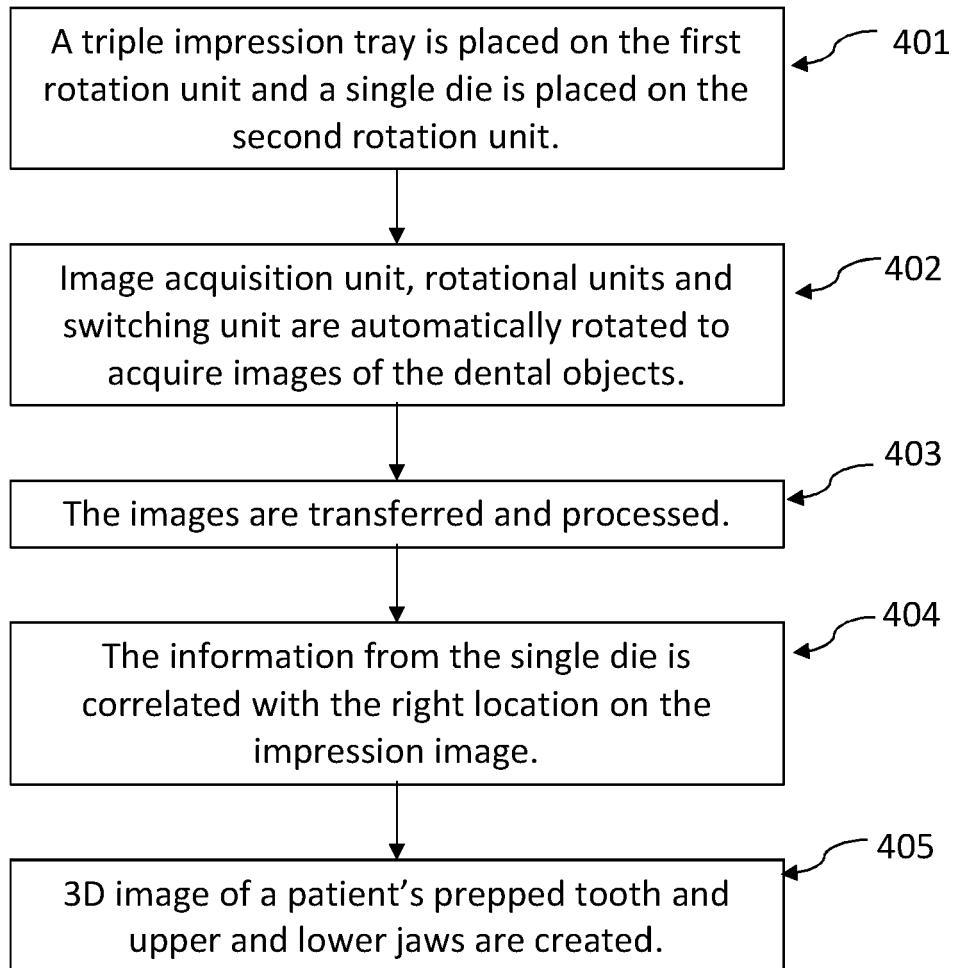 A triple impression tray is placed on the first
rotation unit and a single die is placed on the
second rotation unit.
401
Image acquisition unit, rotational units and
switching unit are automatically rotated to
acquire images of the dental objects.
402
The images are transferred and processed.
403
The information from the single die is
correlated with the right location on the
impression image.
404
3D image of a patient’s prepped tooth and
upper and lower jaws are created.
405